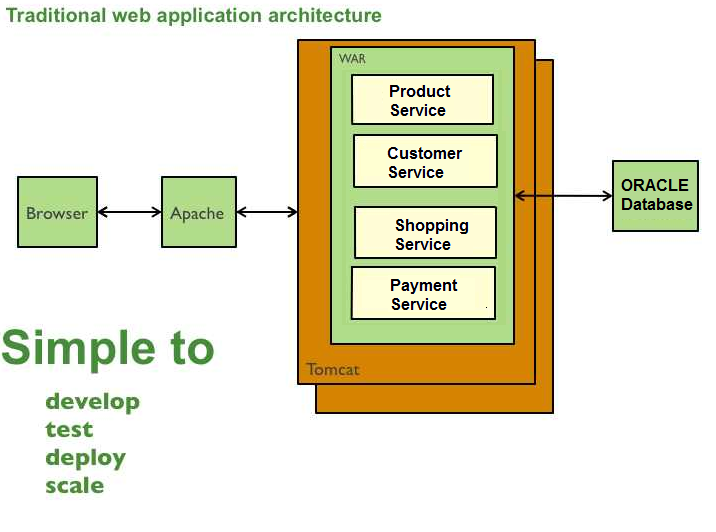 Traditional web application architecture
WAR
Product
Service
Customer
Service
Shopping
Service
Payment
Service
Tomcat
Browser
Apache
ORACLE
Database
Simple to
develop
test
deploy
scale